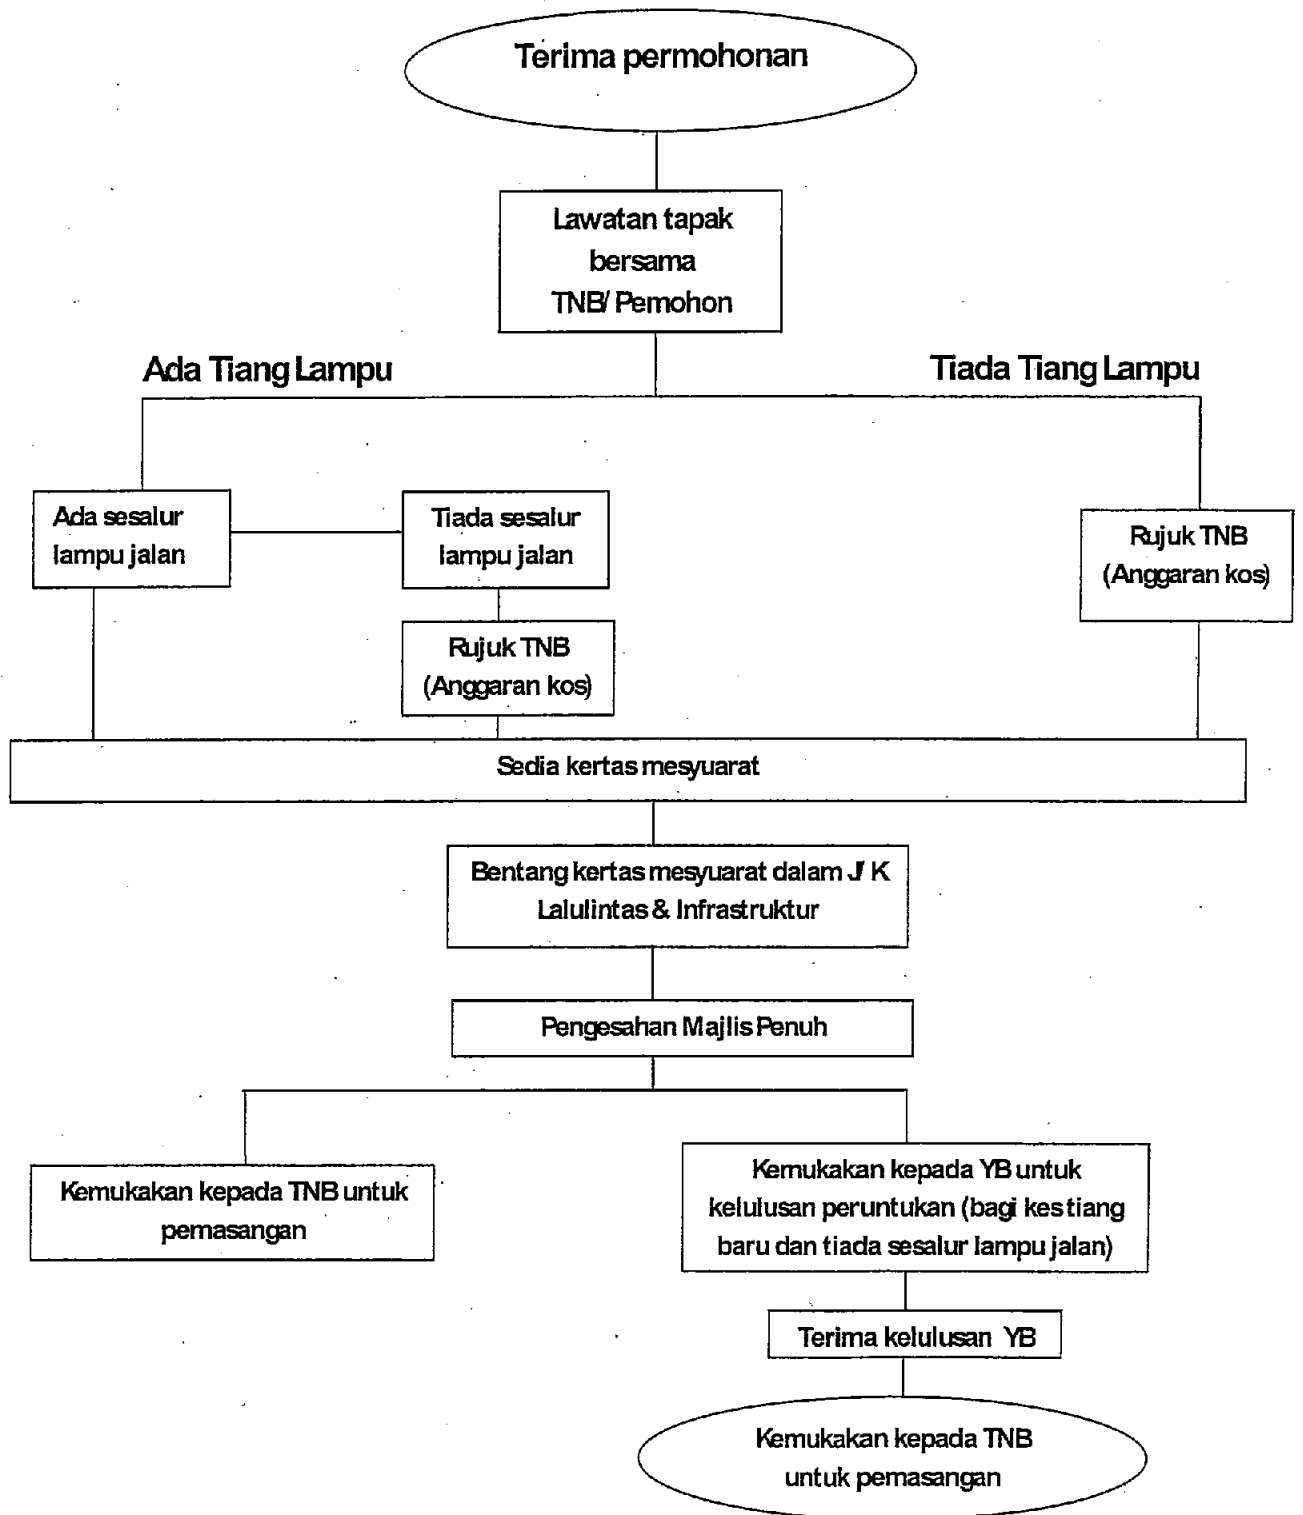 Terima permohonan
Lawatan tapak
bersama
TNB/ Pemohon
Ada Tiang Lampu
Tiada Tiang Lampu
Ada sesalur
lampu jalan
Tiada sesalur
lampu jalan
Rujuk TNB
(Anggaran kos)
Rujuk TNB
(Anggaran kos)
Sedia kertas mesyuarat
Bentang kertas mesyuarat dalam J/K
Lalulintas & Infrastruktur
Pengesahan Majlis Penuh
Kemukakan kepada TNB untuk
pemasangan
Kemukakan kepada YB untuk
kelulusan peruntukan (bagi kes tiang
baru dan tiada sesalur lampu jalan)
Terima kelulusan YB
Kemukakan kepada TNB
untuk pemasangan